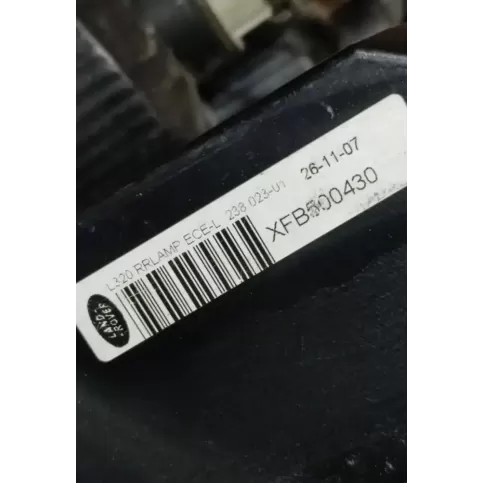 L320 RRLAMP ECE-L 238 023-01 26-11-07
XFB500430
LAND
ROVER